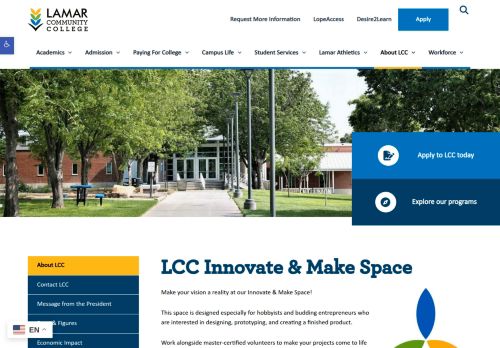 LAMAR
COMMUNITY
COLLEGE
Request More Information
LopeAccess
Desire2Learn
Apply
Academics
Admission
Paying For College
Campus Life
Student Services
Lamar Athletics
About LCC
Workforce
Apply to LCC today
Explore our programs
About LCC
Contact LCC
Message from the President
& Figures
Economic Impact
EN
LCC Innovate & Make Space
Make your vision a reality at our Innovate & Make Space!
This space is designed especially for hobbyists and budding entrepreneurs who
are interested in designing, prototyping, and creating a finished product.
Work alongside master-certified volunteers to make your projects come to life